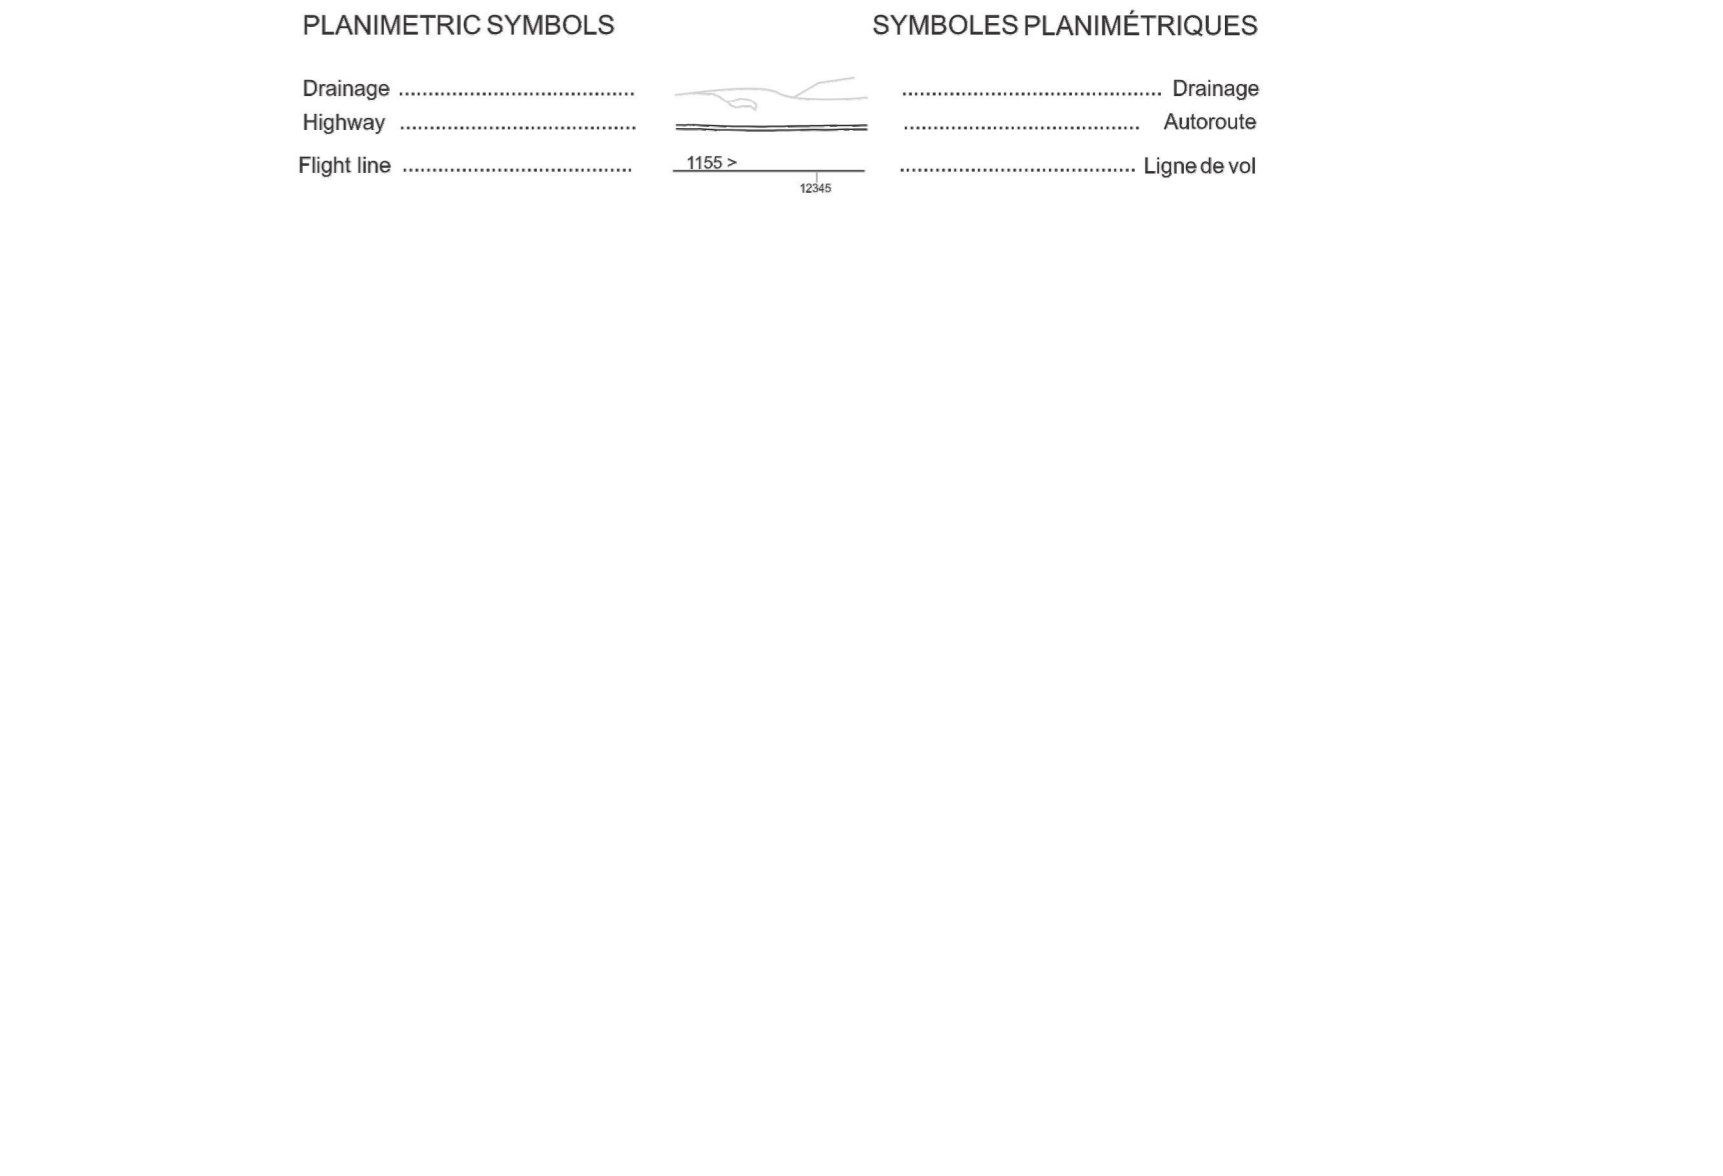 PLANIMETRIC SYMBOLS SYMBOLES PLANIMÉTRIQUES
Drainage ........................................ ............................................ Drainage
Highway ........................................ ........................................ Autoroute
Flight line ....................................... 1155 > ........................................ Ligne de vol
12345